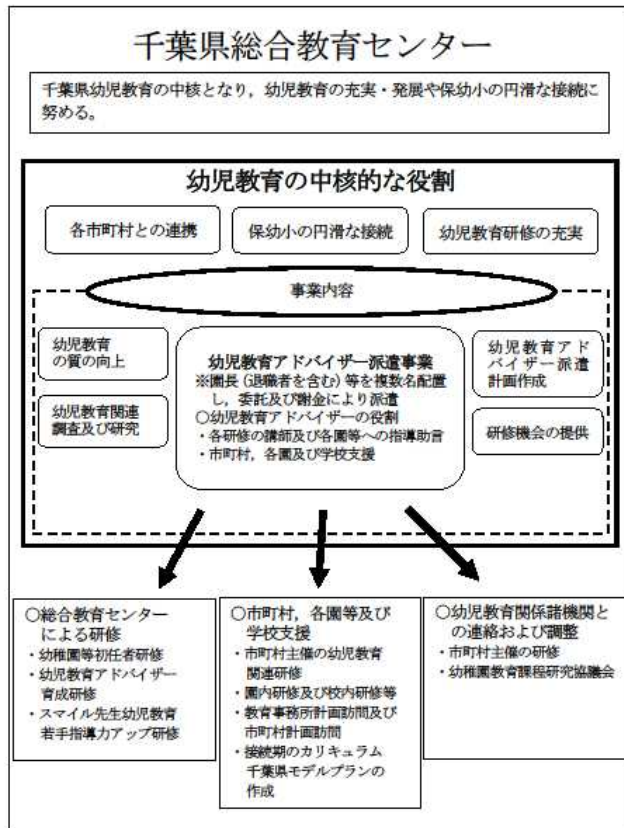 千葉県総合教育センター
千葉県幼児教育の中核となり，幼児教育の充実・発展や保幼小の円滑な接続に
努める。
幼児教育の中核的な役割
各市町村との連携
保幼小の円滑な接続
幼児教育研修の充実
事業内容
幼児教育
の質の向上
幼児教育関連
調査及び研究
幼児教育アドバイザー派遣事業
※園長（退職者を含む）等を複数名配置
し，委託及び謝金により派遣
○幼児教育アドバイザーの役割
・各研修の講師及び各園等への指導助言
・市町村，各園及び学校支援
幼児教育アド
バイザー派遣
計画作成
研修機会の提供
○総合教育センター
による研修
・幼稚園等初任者研修
・幼児教育アドバイザー
育成研修
・スマイル先生幼児教育
若手指導力アップ研修
○市町村，各園等及び
学校支援
・市町村主催の幼児教育
関連研修
・園内研修及び校内研修等
・教育事務所計画訪問及び
市町村計画訪問
・接続期のカリキュラム
千葉県モデルプランの
作成
○幼児教育関係諸機関と
の連絡および調整
・市町村主催の研修
・幼稚園教育課程研究協議会